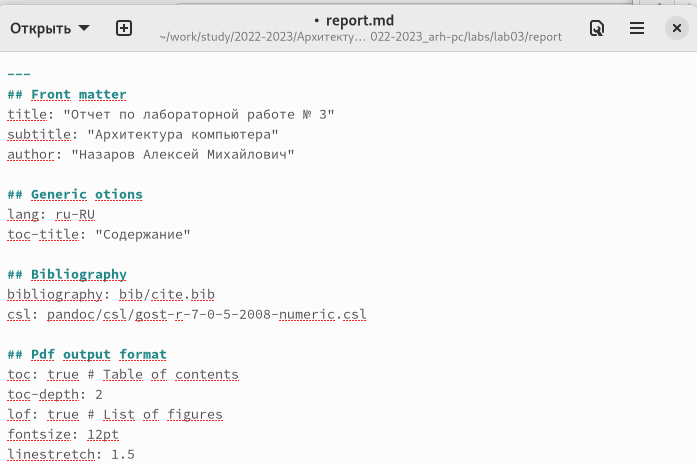 Открыть
• report.md
~/work/study/2022-2023/Архитекту… 022-2023_arh-pc/labs/lab03/report
---
## Front matter
title: "Отчет по лабораторной работе № 3"
subtitle: "Архитектура компьютера"
author: "Назаров Алексей Михайлович"
## Generic otions
lang: ru-RU
toc-title: "Содержание"
## Bibliography
bibliography: bib/cite.bib
csl: pandoc/csl/gost-r-7-0-5-2008-numeric.csl
## Pdf output format
toc: true # Table of contents
toc-depth: 2
lof: true # List of figures
fontsize: 12pt
linestretch: 1.5